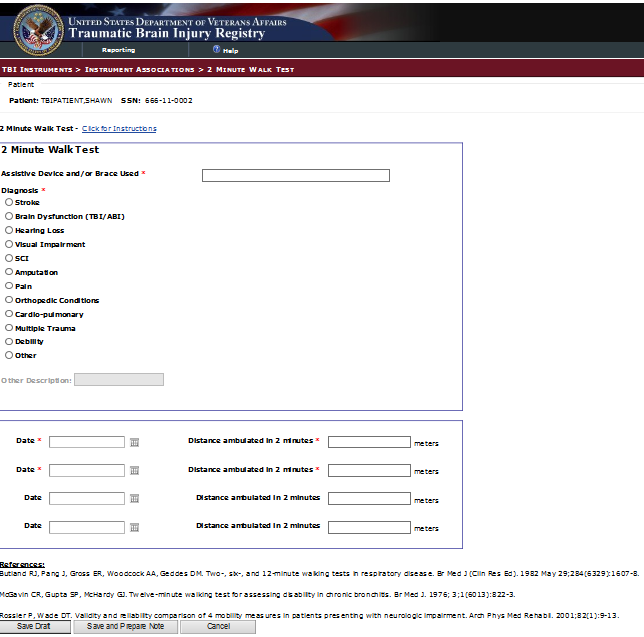 UNITED STATES DEPARTMENT OF VETERANS AFFAIRS
Traumatic Brain Injury Registry
Reporting
Help
TBI INSTRUMENTS > INSTRUMENT ASSOCIATIONS > 2 MINUTE WALK TEST
Patient
Patient: TBIPATIENT,SHAWN SSN: 666-11-0002
2 Minute Walk Test - Click for Instructions
2 Minute Walk Test
Assistive Device and/or Brace Used *
Diagnosis *
Stroke
Brain Dysfunction (TBI/ABI)
Hearing Loss
Visual Impairment
SCI
Amputation
Pain
Orthopedic Conditions
Cardio-pulmonary
Multiple Trauma
Debility
Other
Other Description:
Date * Distance ambulated in 2 minutes * meters
Date * Distance ambulated in 2 minutes * meters
Date Distance ambulated in 2 minutes meters
Date Distance ambulated in 2 minutes meters
References:
Butland RJ, Pang J, Gross ER, Woodcock AA, Geddes DM. Two-, six-, and 12-minute walking tests in respiratory disease. Br Med J (Clin Res Ed). 1982 May 29;284(6329):1607-8.
McGavin CR, Gupta SP, McHardy GJ. Twelve-minute walking test for assessing disability in chronic bronchitis. Br Med J. 1976; 3;1(6013):822-3.
Rossier P, Wade DT. Validity and reliability comparison of 4 mobility measures in patients presenting with neurologic impairment. Arch Phys Med Rehabil. 2001;82(1):9-13.
Save Draft Save and Prepare Note Cancel